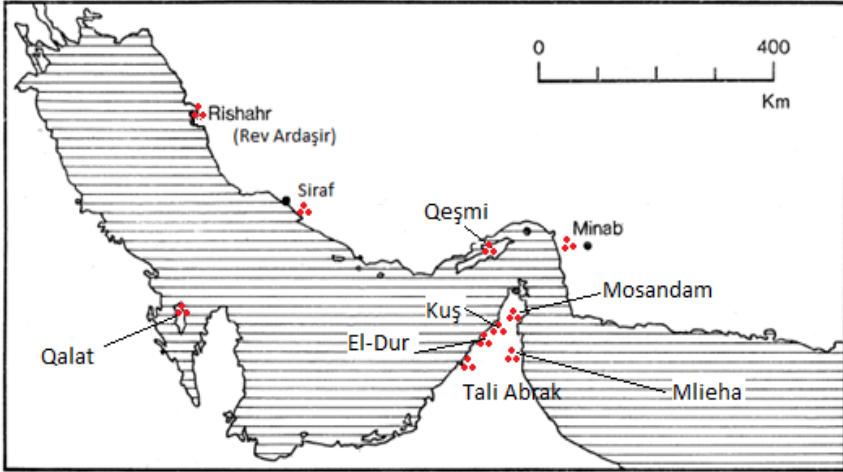 0 400
Km
Rishahr
(Rev Ardaşir)
Siraf
Qeşmi
Minab
Mosandam
Kuş
El-Dur
Qalat
Tali Abrak
Mlieha